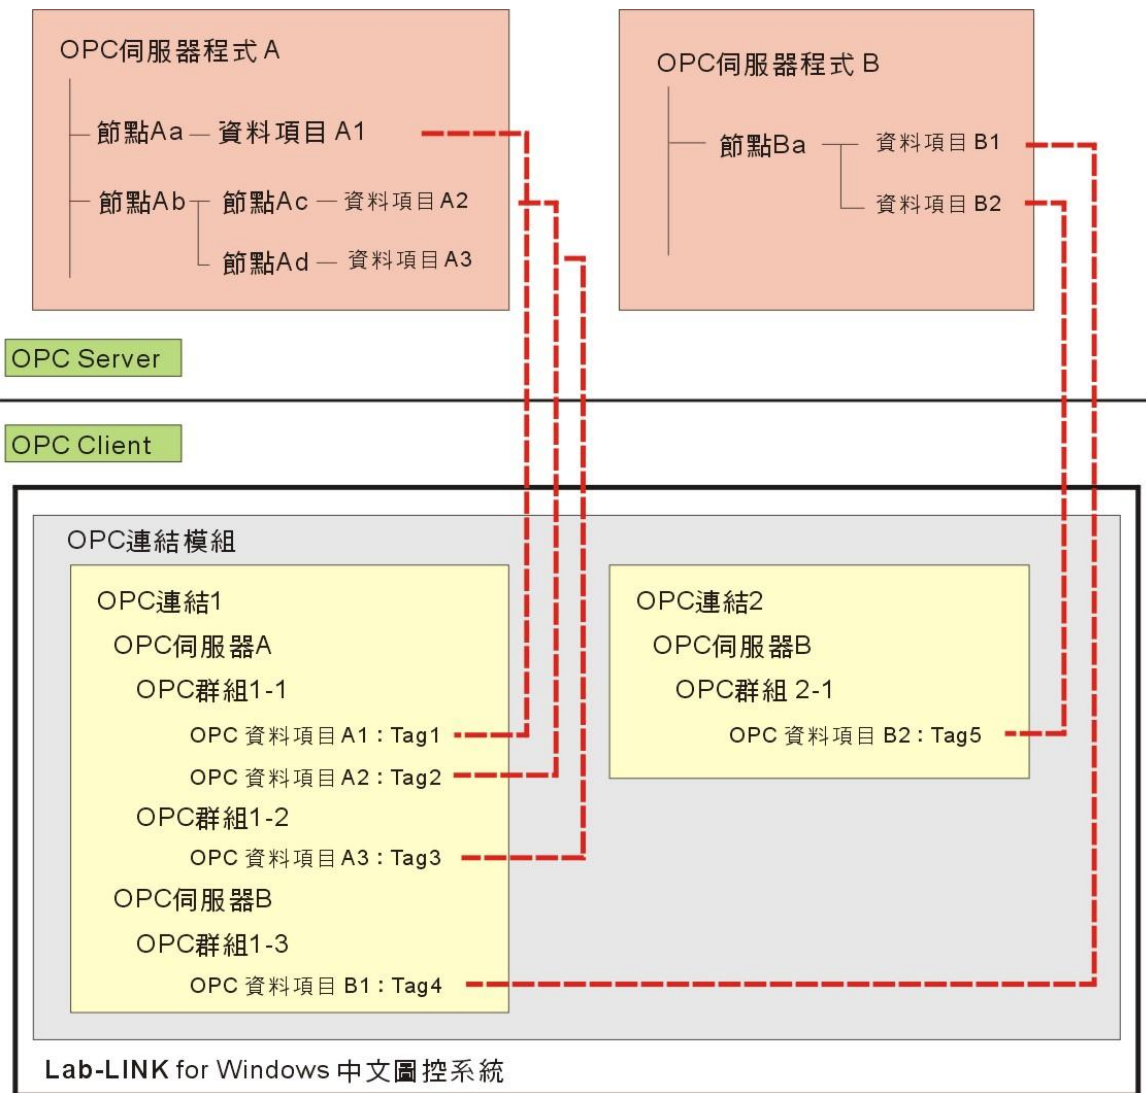 OPC伺服器程式 A
節點Aa 資料項目 A1
節點Ab 節點Ac 資料項目 A2
節點Ad 資料項目 A3
OPC伺服器程式 B
節點Ba 資料項目 B1
資料項目 B2
OPC Server
OPC Client
OPC連結模組
OPC連結1
OPC伺服器A
OPC群組1-1
OPC 資料項目 A1：Tag1
OPC 資料項目 A2：Tag2
OPC群組1-2
OPC 資料項目 A3：Tag3
OPC伺服器B
OPC群組1-3
OPC 資料項目 B1：Tag4
OPC連結2
OPC伺服器B
OPC群組 2-1
OPC 資料項目 B2：Tag5
Lab-LINK for Windows 中文圖控系統